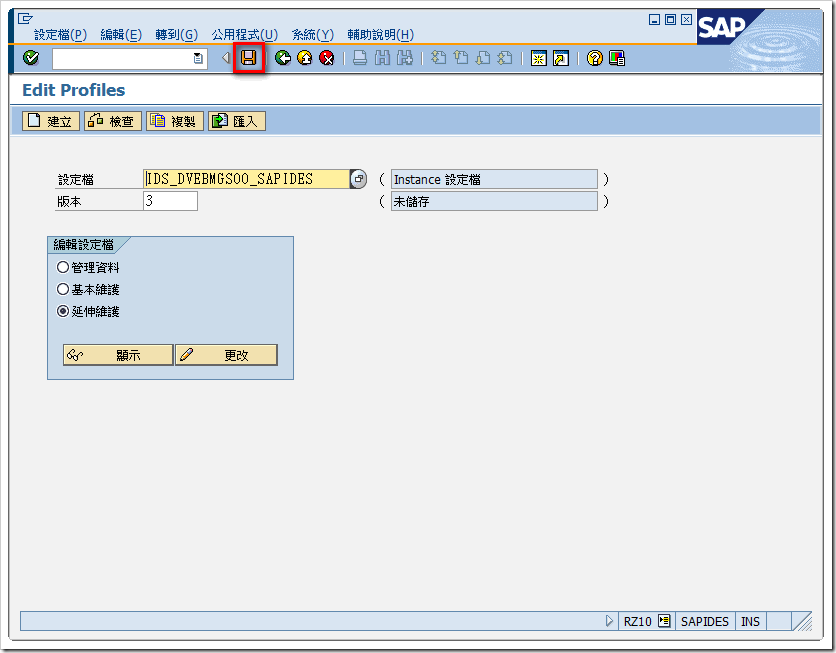 設定檔(P) 編輯(E) 轉到(G) 公用程式(U) 系統(Y) 輔助說明(H)
SAP
Edit Profiles
建立 檢查 複製 匯入
設定檔 IDS_DVEBMGS00_SAPIDES ( Instance 設定檔 )
版本 3 ( 未儲存 )
編輯設定檔
管理資料
基本維護
延伸維護
顯示 更改
RZ10 SAPIDES INS